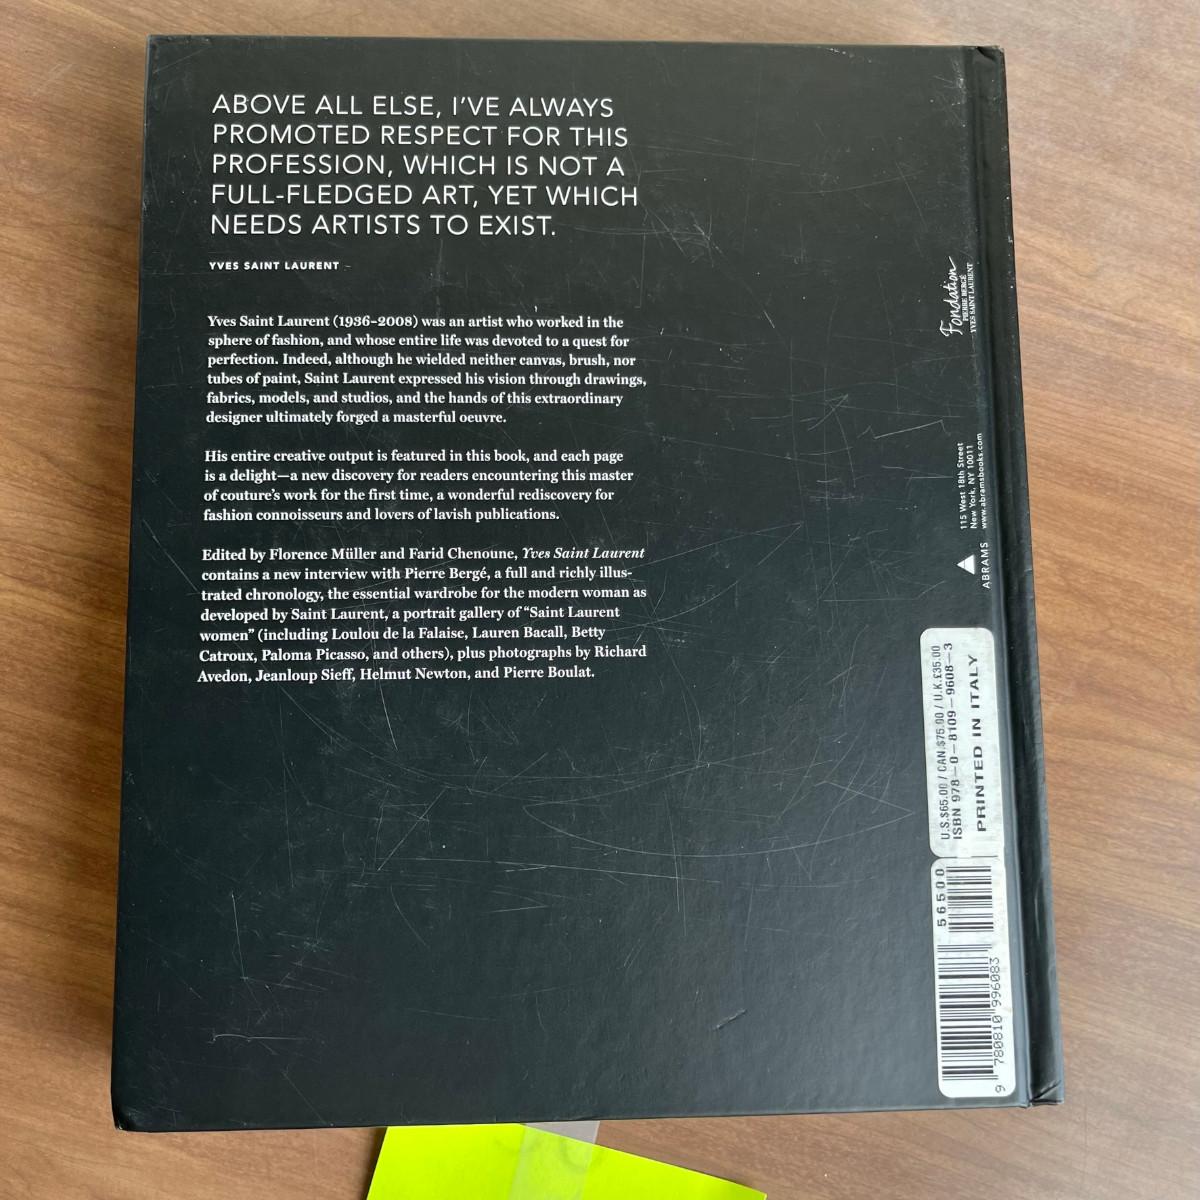 ABOVE ALL ELSE, I'VE ALWAYS
PROMOTED RESPECT FOR THIS
PROFESSION, WHICH IS NOT A
FULL-FLEDGED ART, YET WHICH
NEEDS ARTISTS TO EXIST.
YVES SAINT LAURENT
Yves Saint Laurent (1936–2008) was an artist who worked in the
sphere of fashion, and whose entire life was devoted to a quest for
perfection. Indeed, although he wielded neither canvas, brush, nor
tubes of paint, Saint Laurent expressed his vision through drawings,
fabrics, models, and studios, and the hands of this extraordinary
designer ultimately forged a masterful oeuvre.
His entire creative output is featured in this book, and each page
is a delight—a new discovery for readers encountering this master
of couture's work for the first time, a wonderful rediscovery for
fashion connoisseurs and lovers of lavish publications.
Edited by Florence Müller and Farid Chenoune, Yves Saint Laurent
contains a new interview with Pierre Bergé, a full and richly illus-
trated chronology, the essential wardrobe for the modern woman as
developed by Saint Laurent, a portrait gallery of "Saint Laurent
women" (including Loulou de la Falaise, Lauren Bacall, Betty
Catroux, Paloma Picasso, and others), plus photographs by Richard
Avedon, Jeanloup Sieff, Helmut Newton, and Pierre Boulat.
Fondation
PIERRE BERGÉ
YVES SAINT LAURENT
115 West 18th Street
New York, NY 10011
www.abramsbooks.com
ABRAMS
U.S.$65.00 / CAN.$75.00 / U.K.£35.00
ISBN 978-0-8109-9608-3
PRINTED IN ITALY
56500
9 780810 996083